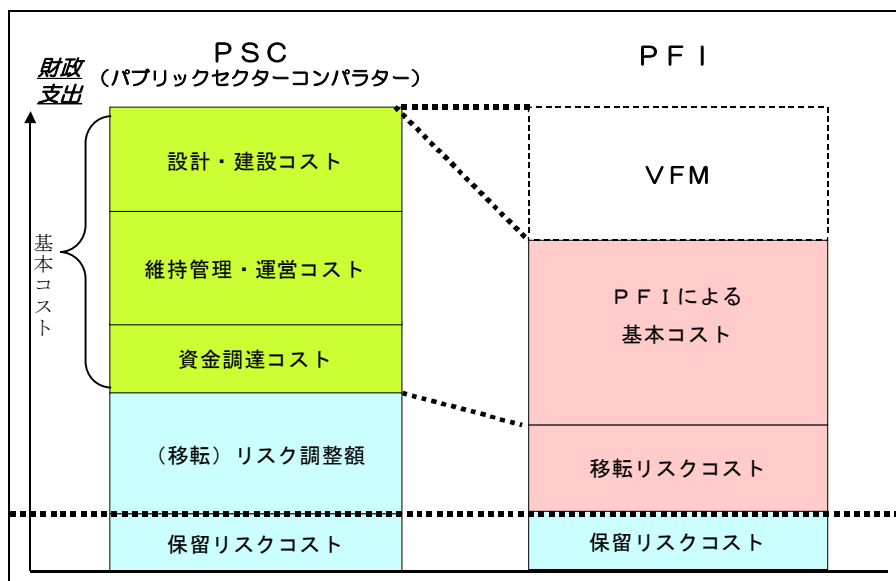 PSC
(パブリックセクターコンパラター)
PFI
財政
支出
基本コスト
設計・建設コスト
維持管理・運営コスト
資金調達コスト
(移転)リスク調整額
保留リスクコスト
VFM
PFIによる
基本コスト
移転リスクコスト
保留リスクコスト